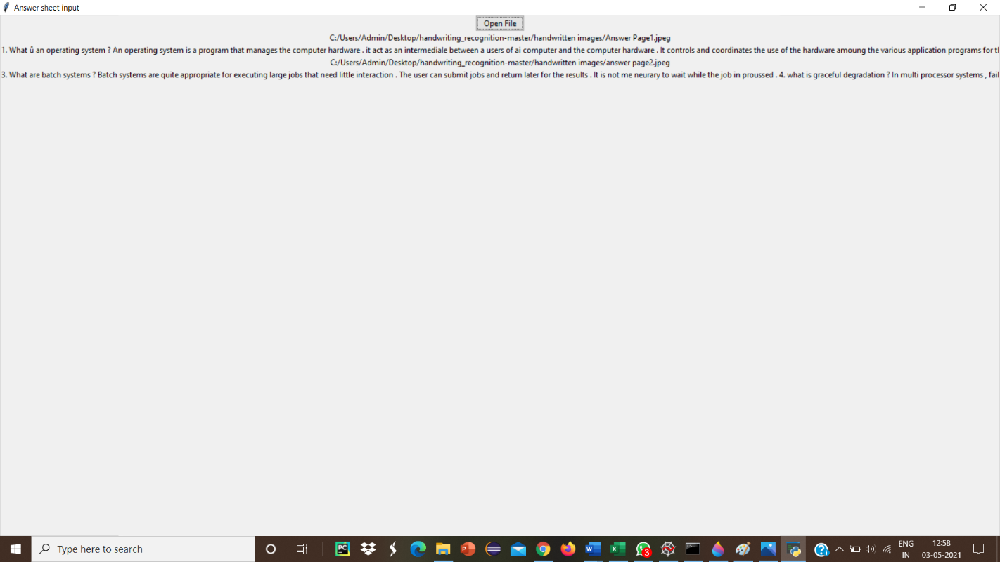 Answer sheet input
Open File
C:/Users/Admin/Desktop/handwriting_recognition-master/handwritten images/Answer Page1.jpeg
1. What ů an operating system ? An operating system is a program that manages the computer hardware . it act as an intermediale between a users of ai computer and the computer hardware . It controls and coordinates the use of the hardware amoung the various application programs for tl
C:/Users/Admin/Desktop/handwriting_recognition-master/handwritten images/answer page2.jpeg
3. What are batch systems ? Batch systems are quite appropriate for executing large jobs that need little interaction . The user can submit jobs and return later for the results . It is not me neurary to wait while the job in proussed . 4. what is graceful degradation ? In multi processor systems , fail
Type here to search
PC
W
3
ENG
IN
12:58
03-05-2021